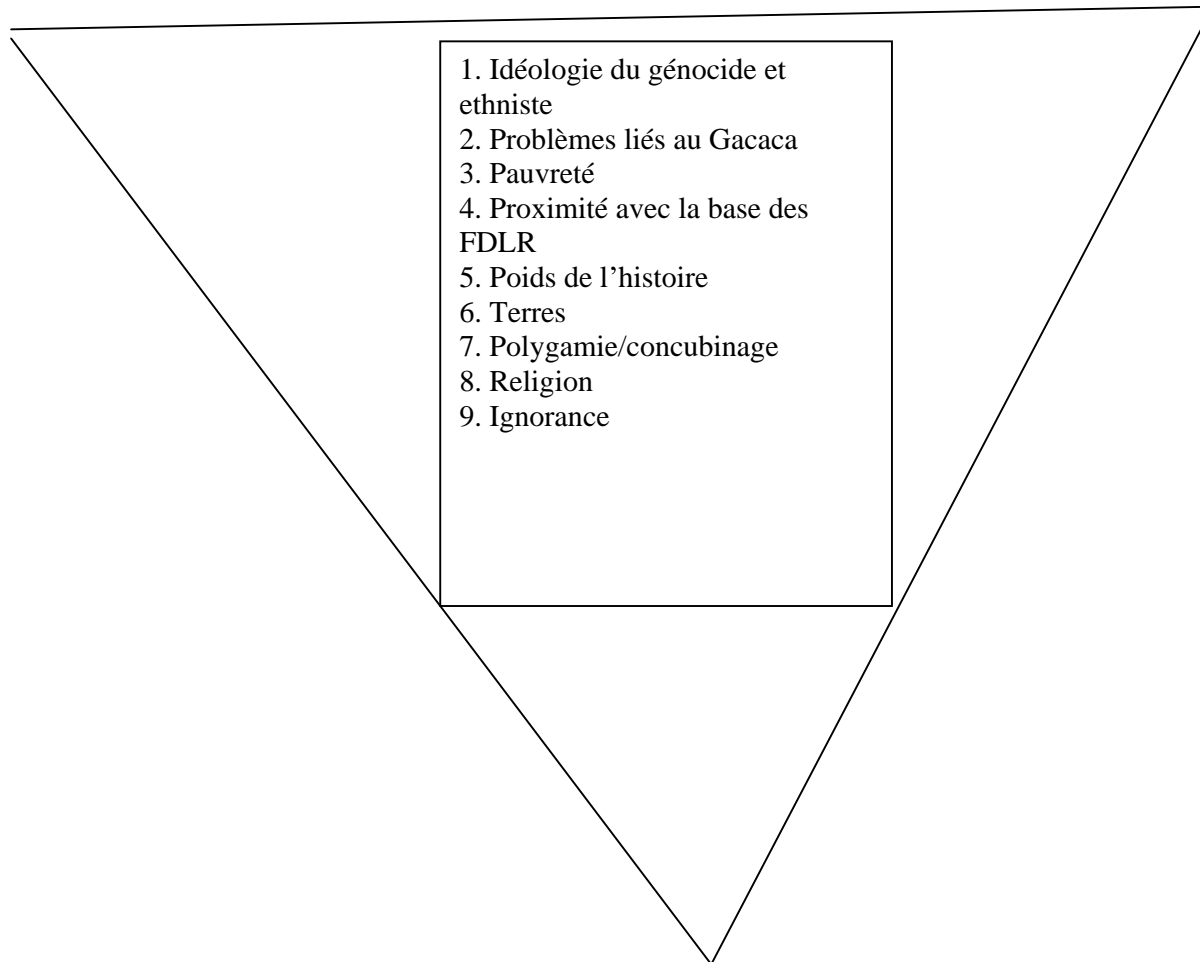 1. Idéologie du génocide et
ethniste
2. Problèmes liés au Gacaca
3. Pauvreté
4. Proximité avec la base des
FDLR
5. Poids de l’histoire
6. Terres
7. Polygamie/concubinage
8. Religion
9. Ignorance